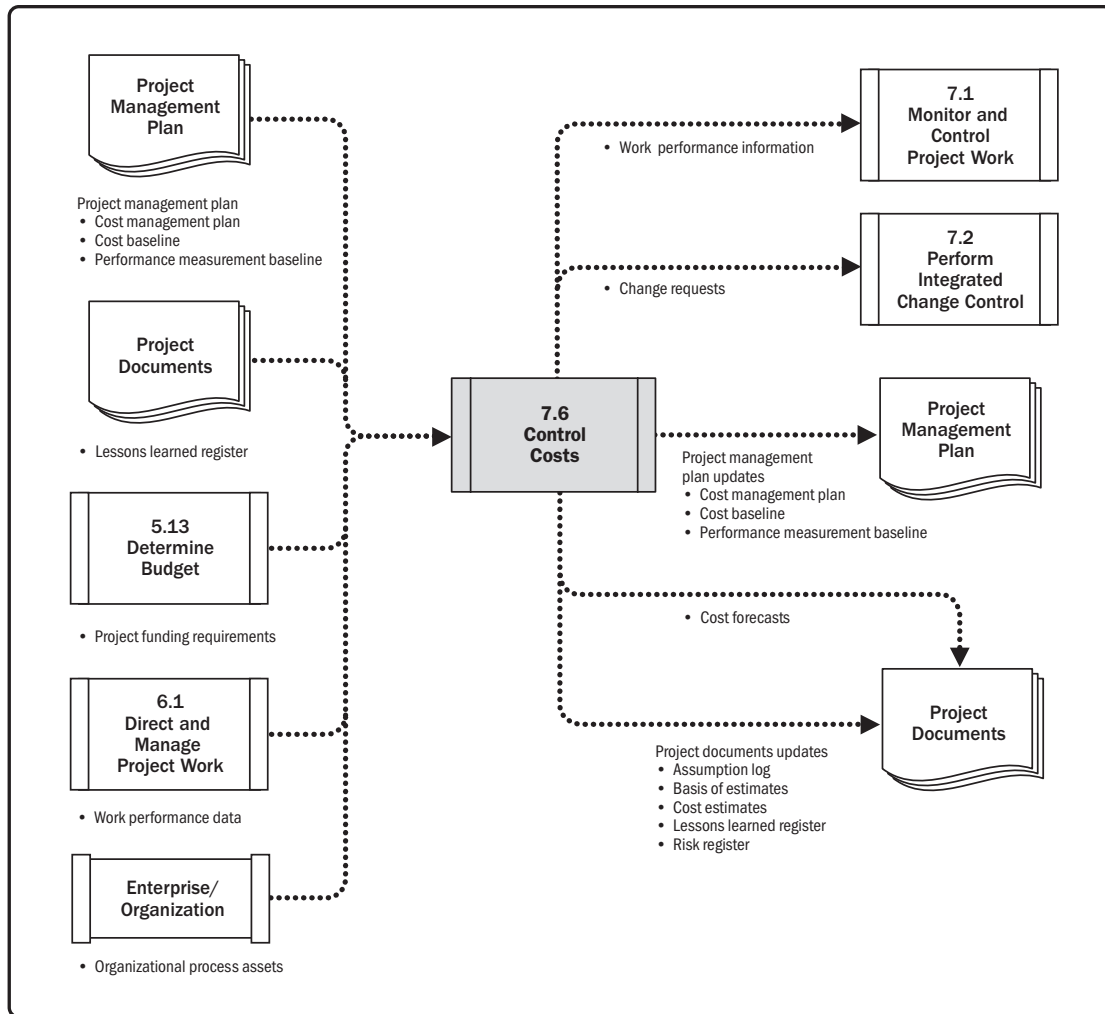 Project
Management
Plan
Project management plan
• Cost management plan
• Cost baseline
• Performance measurement baseline
Project
Documents
• Lessons learned register
5.13
Determine
Budget
• Project funding requirements
6.1
Direct and
Manage
Project Work
• Work performance data
Enterprise/
Organization
• Organizational process assets
7.6
Control
Costs
• Work performance information
7.1
Monitor and
Control
Project Work
• Change requests
7.2
Perform
Integrated
Change Control
Project management
plan updates
• Cost management plan
• Cost baseline
• Performance measurement baseline
Project
Management
Plan
• Cost forecasts
Project documents updates
• Assumption log
• Basis of estimates
• Cost estimates
• Lessons learned register
• Risk register
Project
Documents